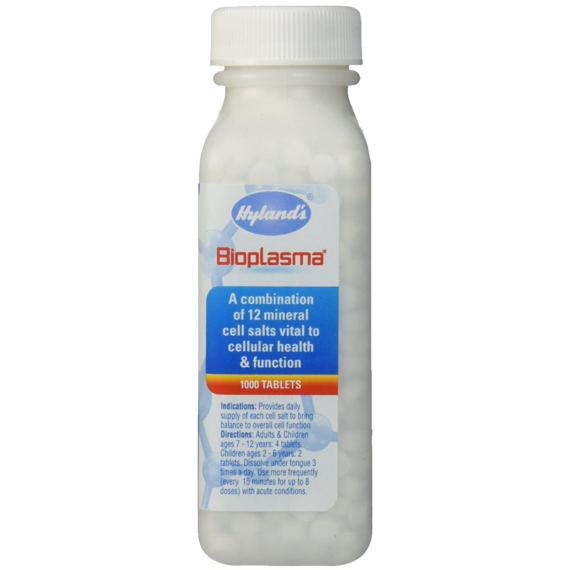 Hyland's
Bioplasma®
A combination
of 12 mineral
cell salts vital to
cellular health
& function
1000 TABLETS
Indications: Provides daily
supply of each cell salt to bring
balance to overall cell function
Directions: Adults & Children
ages 7 - 12 years: 4 tablets.
Children ages 2 - 6 years: 2
tablets. Dissolve under tongue 3
times a day. Use more frequently
(every 15 minutes for up to 8
doses) with acute conditions.